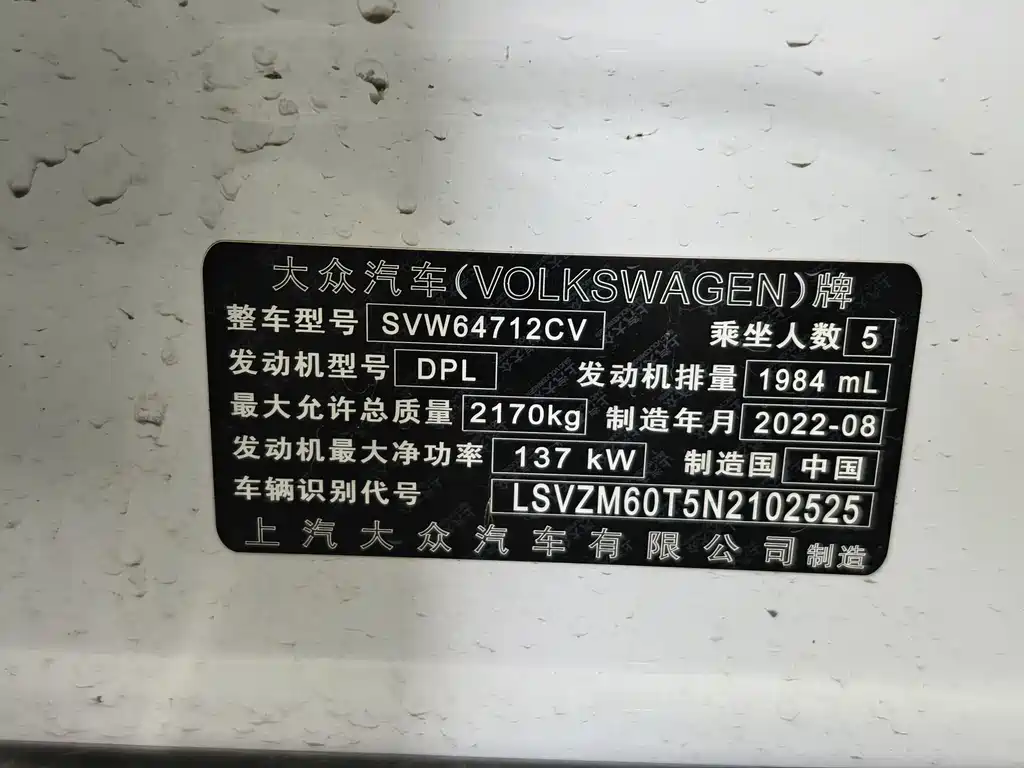 大众汽车(VOLKSWAGEN)牌
整车型号 SVW64712CV 乘坐人数 5
发动机型号 DPL 发动机排量 1984 mL
最大允许总质量 2170kg 制造年月 2022-08
发动机最大净功率 137 kW 制造国 中国
车辆识别代号 LSVZM60T5N2102525
上汽大众汽车有限公司制造